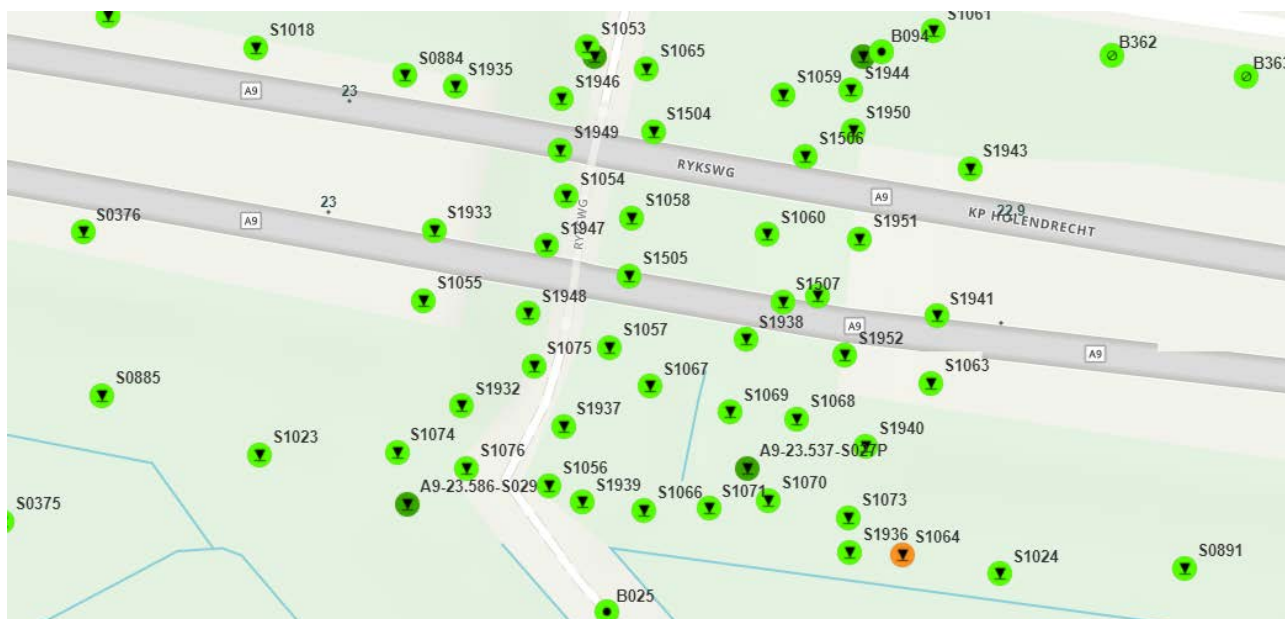 S1018
S1053
S1061
B094
B362
B363
S1065
S0884
S1935
S1946
S1059
S1944
A9
23
S1504
S1950
S1949
S1506
RYKSWG
S1943
S1054
A9
S0376
A9
23
S1933
S1058
S1947
RYKSWG
S1060
S1951
22,9
KP HOLENDRECHT
S1505
S1507
S1055
S1948
S1941
S1938
A9
S1952
A9
S1057
S1075
S1067
S1063
S0885
S1932
S1069
S1068
S1937
S1940
S1023
S1074
S1076
A9-23.537-S027P
A9-23.586-S029
S1056
S1939
S1066
S1071
S1070
S0375
S1073
S1936
S1064
S1024
S0891
B025